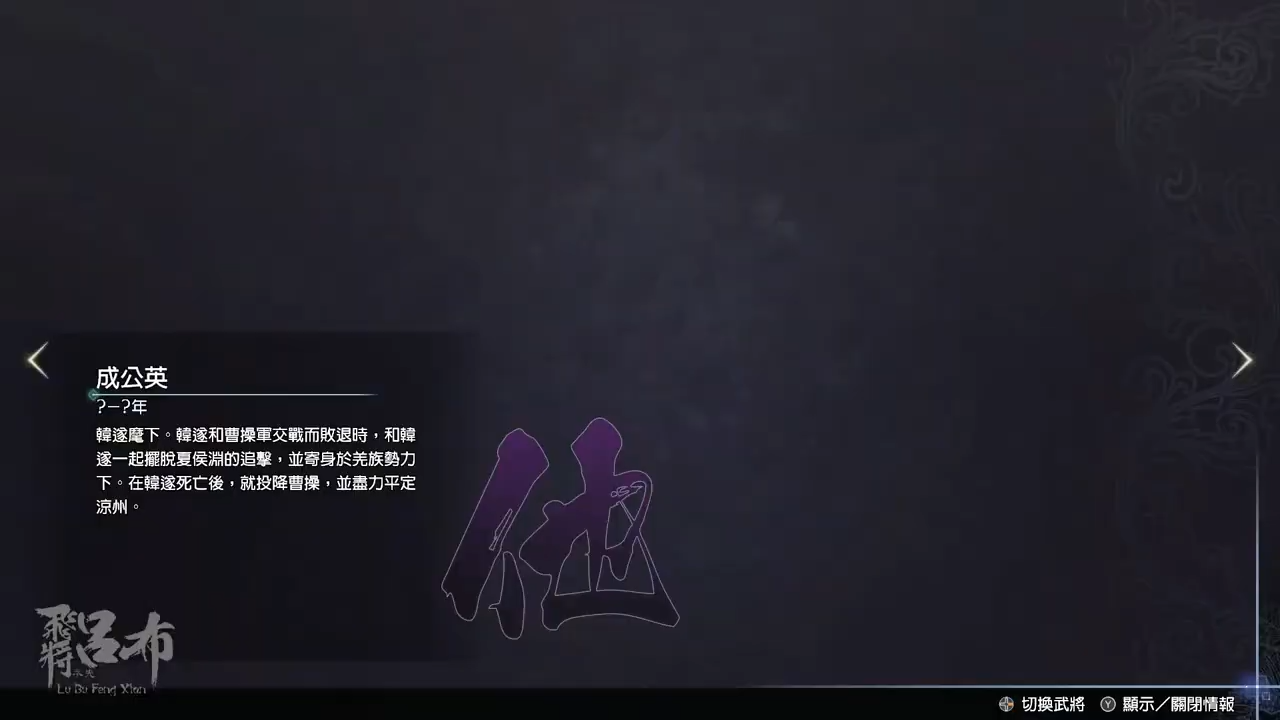 成公英
?－?年
韓遂麾下。韓遂和曹操軍交戰而敗退時，和韓
遂一起擺脫夏侯淵的追擊，並寄身於羌族勢力
下。在韓遂死亡後，就投降曹操，並盡力平定
涼州。
他
飛將呂布
Lu Bu Feng Xian
切換武將
Y 顯示／關閉情報